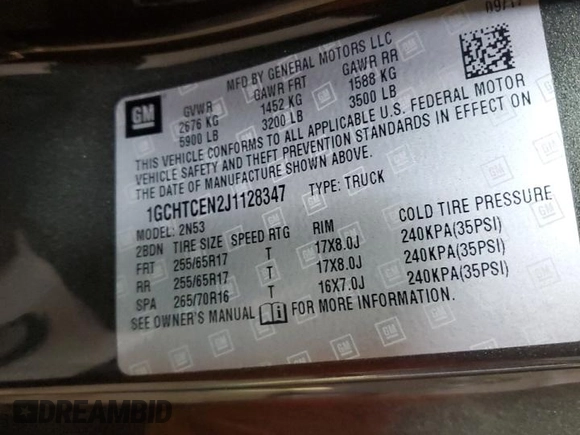 09/17
MFD BY GENERAL MOTORS LLC
GM
GVWR GAWR FRT GAWR RR
2676 KG 1452 KG 1588 KG
5900 LB 3200 LB 3500 LB
THIS VEHICLE CONFORMS TO ALL APPLICABLE U.S. FEDERAL MOTOR
VEHICLE SAFETY AND THEFT PREVENTION STANDARDS IN EFFECT ON
THE DATE OF MANUFACTURE SHOWN ABOVE.
1GCHTCEN2J1128347 TYPE: TRUCK
MODEL: 2N53
2BDN TIRE SIZE SPEED RTG RIM COLD TIRE PRESSURE
FRT 255/65R17 T 17X8.0J 240KPA(35PSI)
RR 255/65R17 T 17X8.0J 240KPA(35PSI)
SPA 265/70R16 T 16X7.0J 240KPA(35PSI)
SEE OWNER'S MANUAL FOR MORE INFORMATION.
DREAMBID